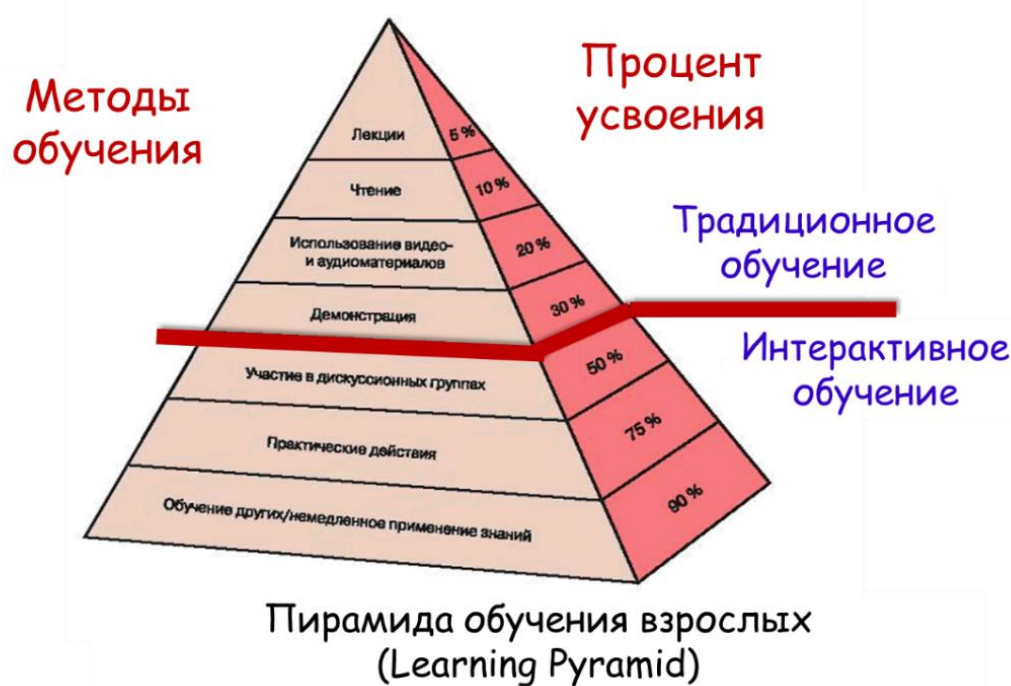 Методы
обучения
Процент
усвоения
Лекции
5 %
Чтение
10 %
Использование видео-
и аудиоматериалов
20 %
Демонстрация
30 %
Традиционное
обучение
Интерактивное
обучение
Участие в дискуссионных группах
50 %
Практические действия
75 %
Обучение других/немедленное применение знаний
90 %
Пирамида обучения взрослых
(Learning Pyramid)